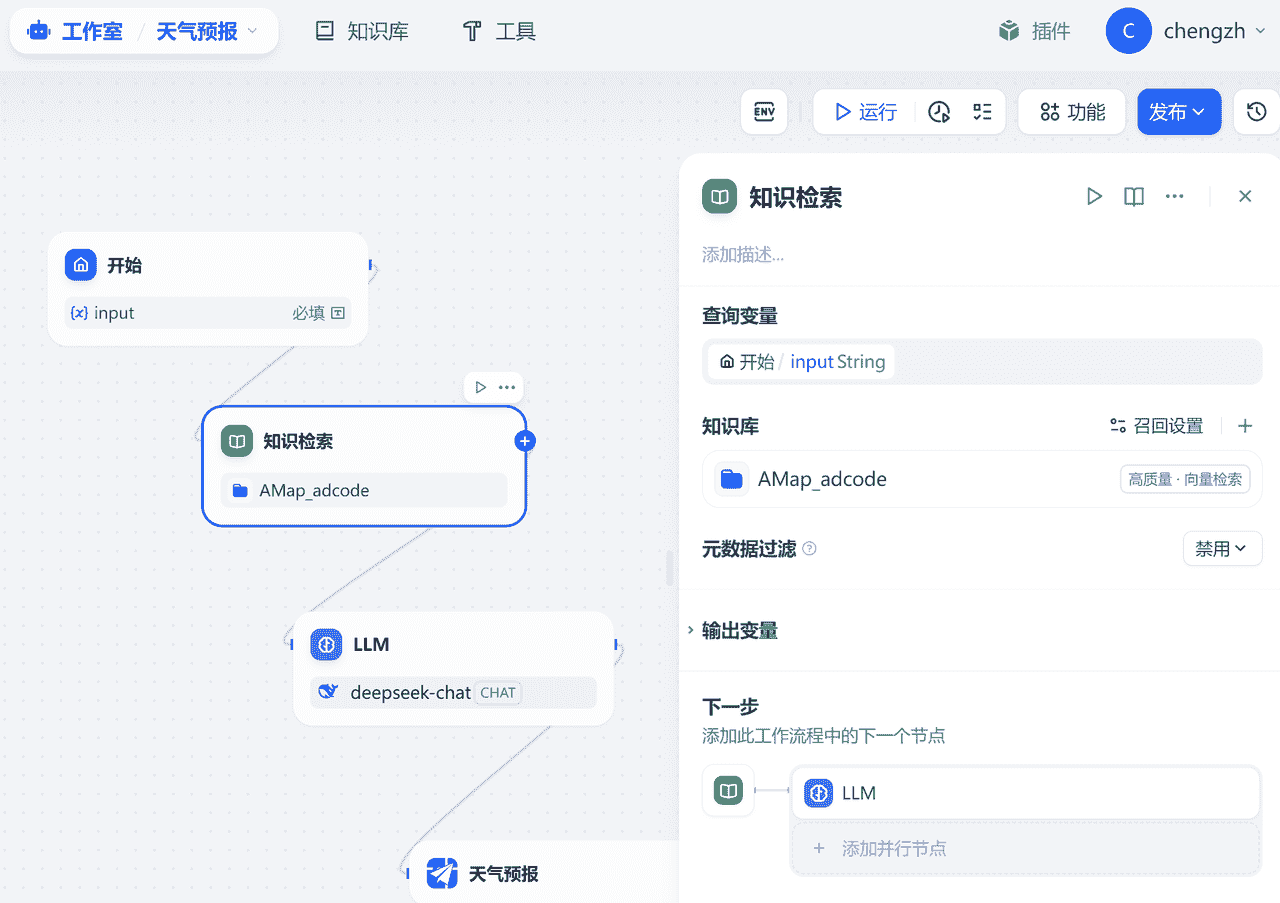 工作室 / 天气预报
知识库
工具
插件
C
chengzh
ENV
运行
功能
发布
开始
{x} input 必填
知识检索
AMap_adcode
LLM
deepseek-chat CHAT
天气预报
知识检索
添加描述...
查询变量
开始 / input String
知识库
召回设置
AMap_adcode
高质量 · 向量检索
元数据过滤
禁用
输出变量
下一步
添加此工作流程中的下一个节点
LLM
+ 添加并行节点